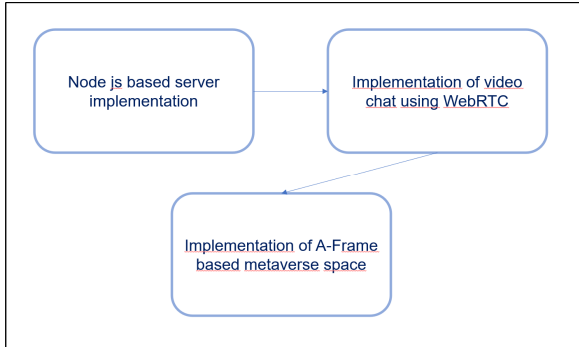 Node js based server
implementation
Implementation of video
chat using WebRTC
Implementation of A-Frame
based metaverse space